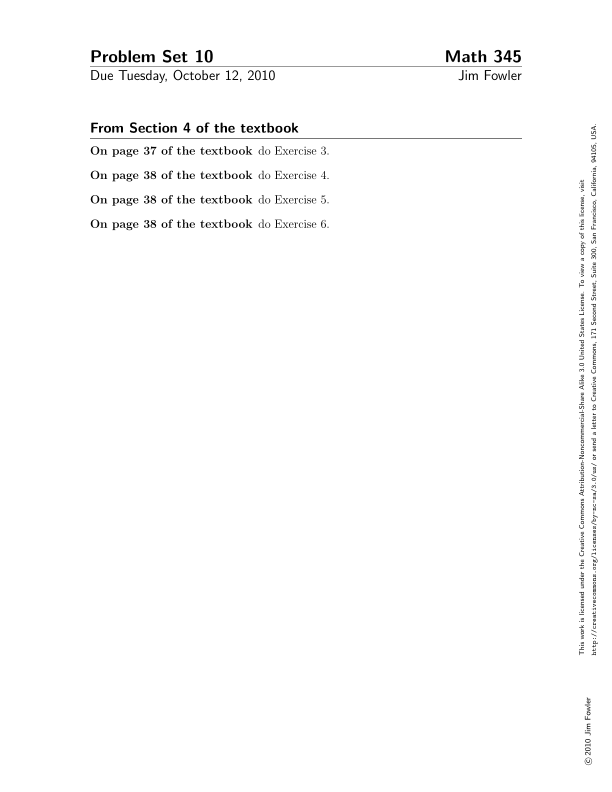 Problem Set 10 Math 345
Due Tuesday, October 12, 2010 Jim Fowler
From Section 4 of the textbook
On page 37 of the textbook do Exercise 3.
On page 38 of the textbook do Exercise 4.
On page 38 of the textbook do Exercise 5.
On page 38 of the textbook do Exercise 6.
This work is licensed under the Creative Commons Attribution-Noncommercial-Share Alike 3.0 United States License. To view a copy of this license, visit
http://creativecommons.org/licenses/by-nc-sa/3.0/us/ or send a letter to Creative Commons, 171 Second Street, Suite 300, San Francisco, California, 94105, USA.
© 2010 Jim Fowler